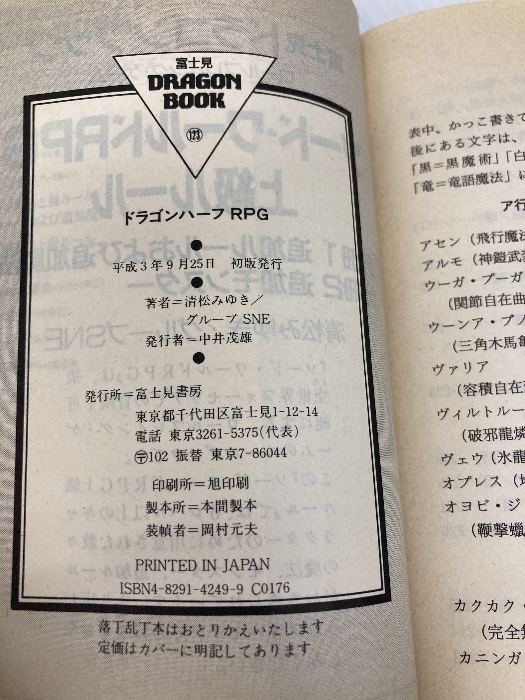 富士見
DRAGON
BOOK
123
ドラゴンハーフRPG
平成3年9月25日 初版発行
著者=清松みゆき/
グループSNE
発行者=中井茂雄
発行所=富士見書房
東京都千代田区富士見1-12-14
電話 東京3261-5375(代表)
〒102 振替 東京7-86044
印刷所=旭印刷
製本所=本間製本
装幀者=岡村元夫
PRINTED IN JAPAN
ISBN4-8291-4249-9 C0176
落丁乱丁本はおとりかえいたします
定価はカバーに明記してあります
表中、かっこ書きで
後にある文字は、
「黒=黒魔術」「白
「竜=竜語魔法」に
ア行
アセン(飛行魔法
アルモ(神鎧武装
ウーガ・プーガ
(関節自在曲
ウーンア・プノ
(三角木馬亀
ヴァリア
(容積自在
ヴィルトルー
(破邪龍燐
ヴェウ(氷龍
オプレス(
オヨビ・ジ
(鞭撃蠟
カクカク・
(完全
カニンガ